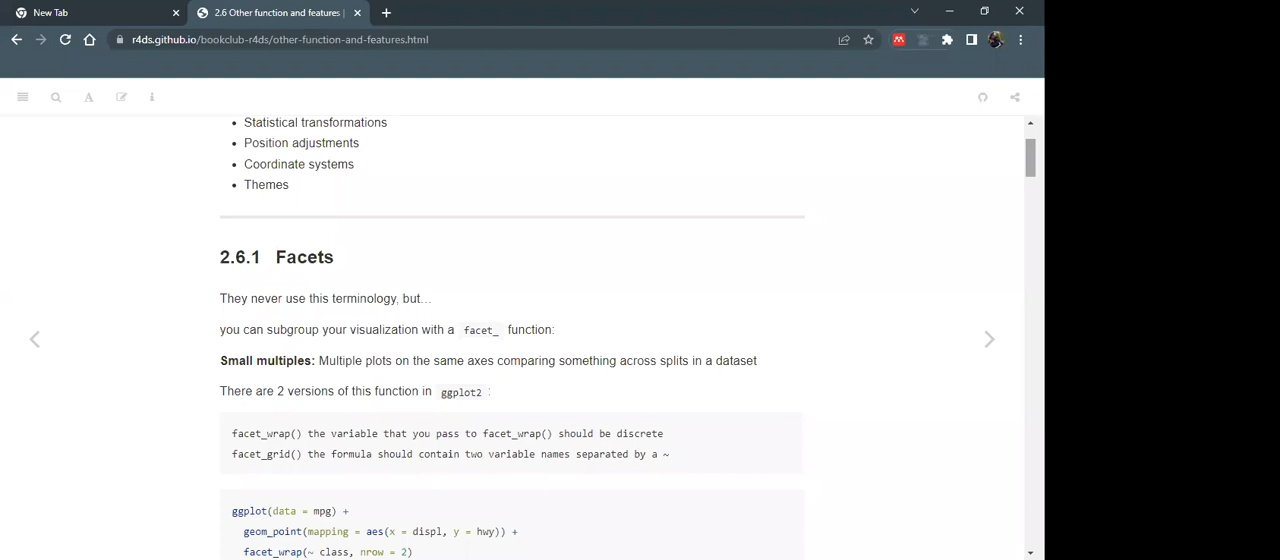 New Tab
2.6 Other function and features |
r4ds.github.io/bookclub-r4ds/other-function-and-features.html
• Statistical transformations
• Position adjustments
• Coordinate systems
• Themes
2.6.1 Facets
They never use this terminology, but…
you can subgroup your visualization with a facet_ function:
Small multiples: Multiple plots on the same axes comparing something across splits in a dataset
There are 2 versions of this function in ggplot2 :
facet_wrap() the variable that you pass to facet_wrap() should be discrete
facet_grid() the formula should contain two variable names separated by a ~
ggplot(data = mpg) +
geom_point(mapping = aes(x = displ, y = hwy)) +
facet_wrap(~ class, nrow = 2)